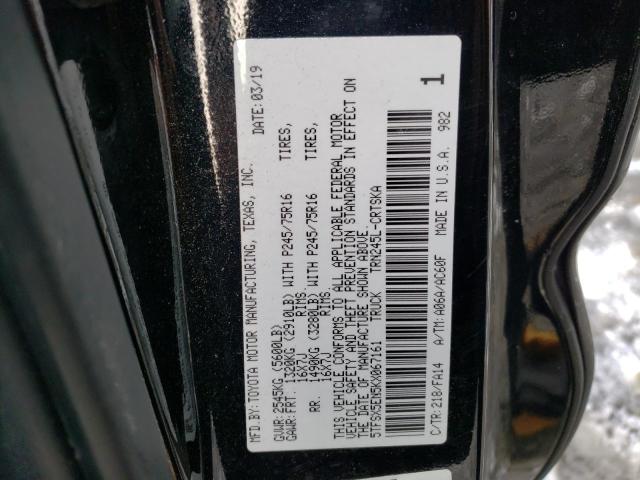 MFD.BY: TOYOTA MOTOR MANUFACTURING, TEXAS, INC. DATE: 03/19
GVWR: 2545KG (5600LB)
GAWR: FRT. 1320KG (2910LB) WITH P245/75R16 TIRES,
16X7J RIMS.
RR. 1490KG (3280LB) WITH P245/75R16 TIRES,
16X7J RIMS.
THIS VEHICLE CONFORMS TO ALL APPLICABLE FEDERAL MOTOR
VEHICLE SAFETY AND THEFT PREVENTION STANDARDS IN EFFECT ON
THE DATE OF MANUFACTURE SHOWN ABOVE.
5TFSX5EN5KX067161 TRUCK TRN245L-CRTSKA
C/TR: 218/FA14 A/TM: A06A/AC60F MADE IN U.S.A. 982
1